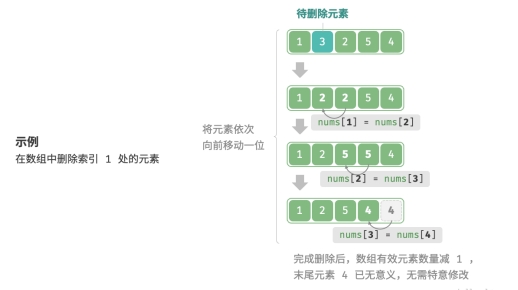 待删除元素
1 3 2 5 4
1 2 2 5 4
nums[1] = nums[2]
将元素依次
向前移动一位
示例
在数组中删除索引 1 处的元素
1 2 5 5 4
nums[2] = nums[3]
1 2 5 4 4
nums[3] = nums[4]
完成删除后，数组有效元素数量减 1 ，
末尾元素 4 已无意义，无需特意修改